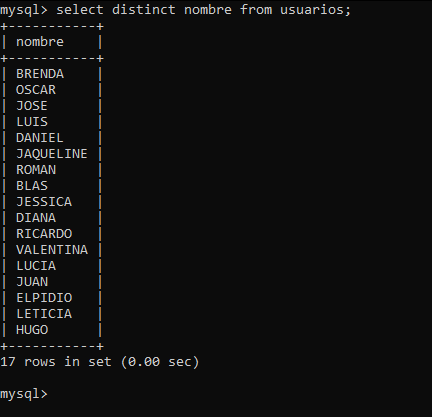 mysql> select distinct nombre from usuarios;
+-----------+
| nombre    |
+-----------+
| BRENDA    |
| OSCAR     |
| JOSE      |
| LUIS      |
| DANIEL    |
| JAQUELINE |
| ROMAN     |
| BLAS      |
| JESSICA   |
| DIANA     |
| RICARDO   |
| VALENTINA |
| LUCIA     |
| JUAN      |
| ELPIDIO   |
| LETICIA   |
| HUGO      |
+-----------+
17 rows in set (0.00 sec)
mysql>